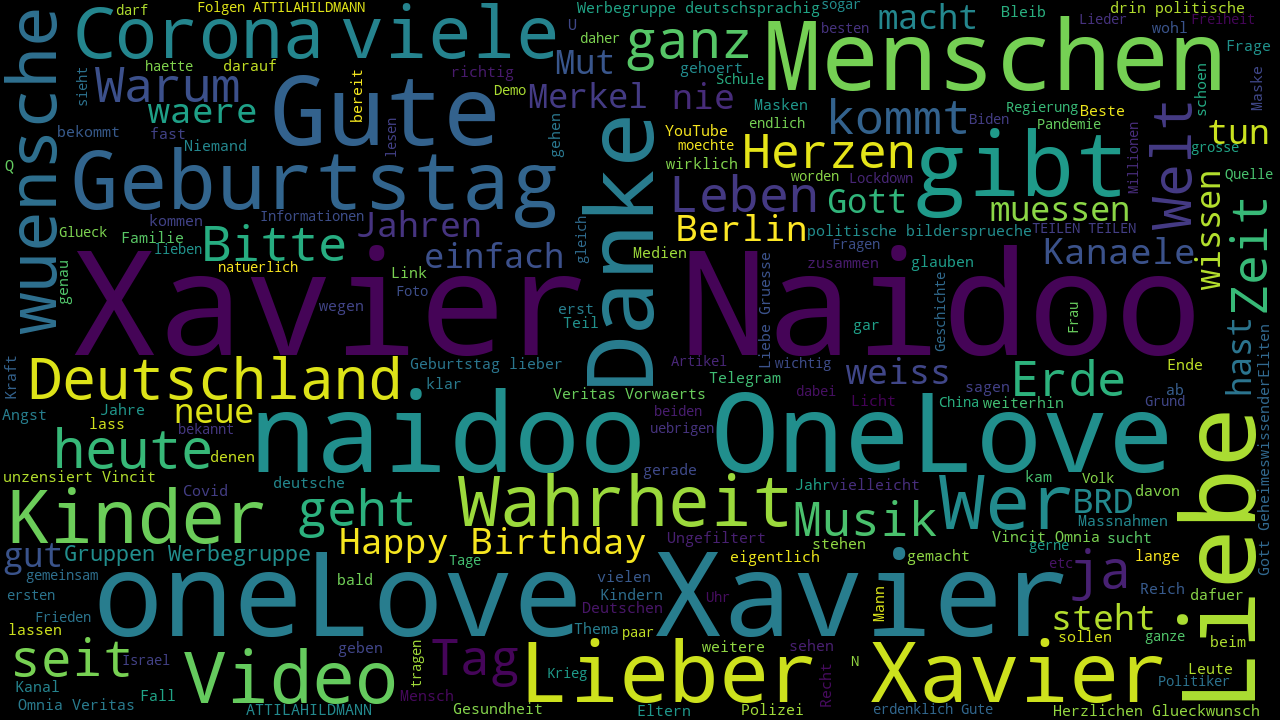 Folgen ATTILAHILDMANN
darf
Corona viele
Werbegruppe deutschsprachig
sogar
drin politische
U
daher
ganz
macht
Bleib
Lieder
Freiheit
besten
wohl
Menschen
Frage
wuensche
sieht
haette
darauf
Warum
waere
Gute
bereit
richtig
Demo
Mut
gehoert
Schule
Merkel
nie
Masken
endlich
kommt
Regierung
Beste
Biden
Pandemie
Maske
schoen
tun
grosse
bekommt
fast
Niemand
lesen
gehen
Danke
YouTube
moechte
wirklich
Herzen
worden
Lockdown
gibt
Millionen
Welt
Quelle
Q
Geburtstag
Leben
Gott
muessen
Wissen
Zeit
kommen
Informationen
Jahren
Glueck
Familie
lieben
Bitte
einfach
gleich
Berlin
politische bildersprueche
TEILEN TEILEN
Fragen
Kanaele
genau
natuerlich
Link
Foto
Medien
zusammen
glauben
Xavier Naidoo
wegen
erst
Teil
Liebe Gruesse
gar
Geschichte
Frau
Kraft
Deutschland
Geburtstag lieber
klar
Artikel
wichtig
Telegram
weiss
sagen
Erde
Ende
hast
GeheimeswissenderEliten
Gott
Angst
Jahre
lass
neue
bekannt
Veritas Vorwaerts
beiden
uebrigen
dabei
Licht
China
weiterhin
ab
Grund
heute
denen
naidoo OneLove
unzensiert Vincit
Covid
deutsche
gerade
Jahr
vielleicht
kam
Volk
davon
Liebe
Kinder
geht
Wahrheit
Musik
Wer
BRD
Massnahmen
gut
Gruppen Werbegruppe
Happy Birthday
Ungefiltert
stehen
Vincit Omnia
sucht
gerne
gemeinsam
Tage
eigentlich
gemacht
etc
lange
ja
ersten
bald
vielen
Kindern
Deutschen
Uhr
oneLove Xavier
Mann
Reich
dafuer
Frieden
lassen
Thema
paar
steht
sollen
ganze
beim
seit
Israel
geben
tragen
Tag
Krieg
weitere
sehen
N
Leute
Politiker
Kanal
Omnia Veritas
Fall
Video
ATTILAHILDMANN
Mensch
Gesundheit
Lieber Xavier
Eltern
Polizei
Recht
erdenklich Gute
Herzlichen Glueckwunsch